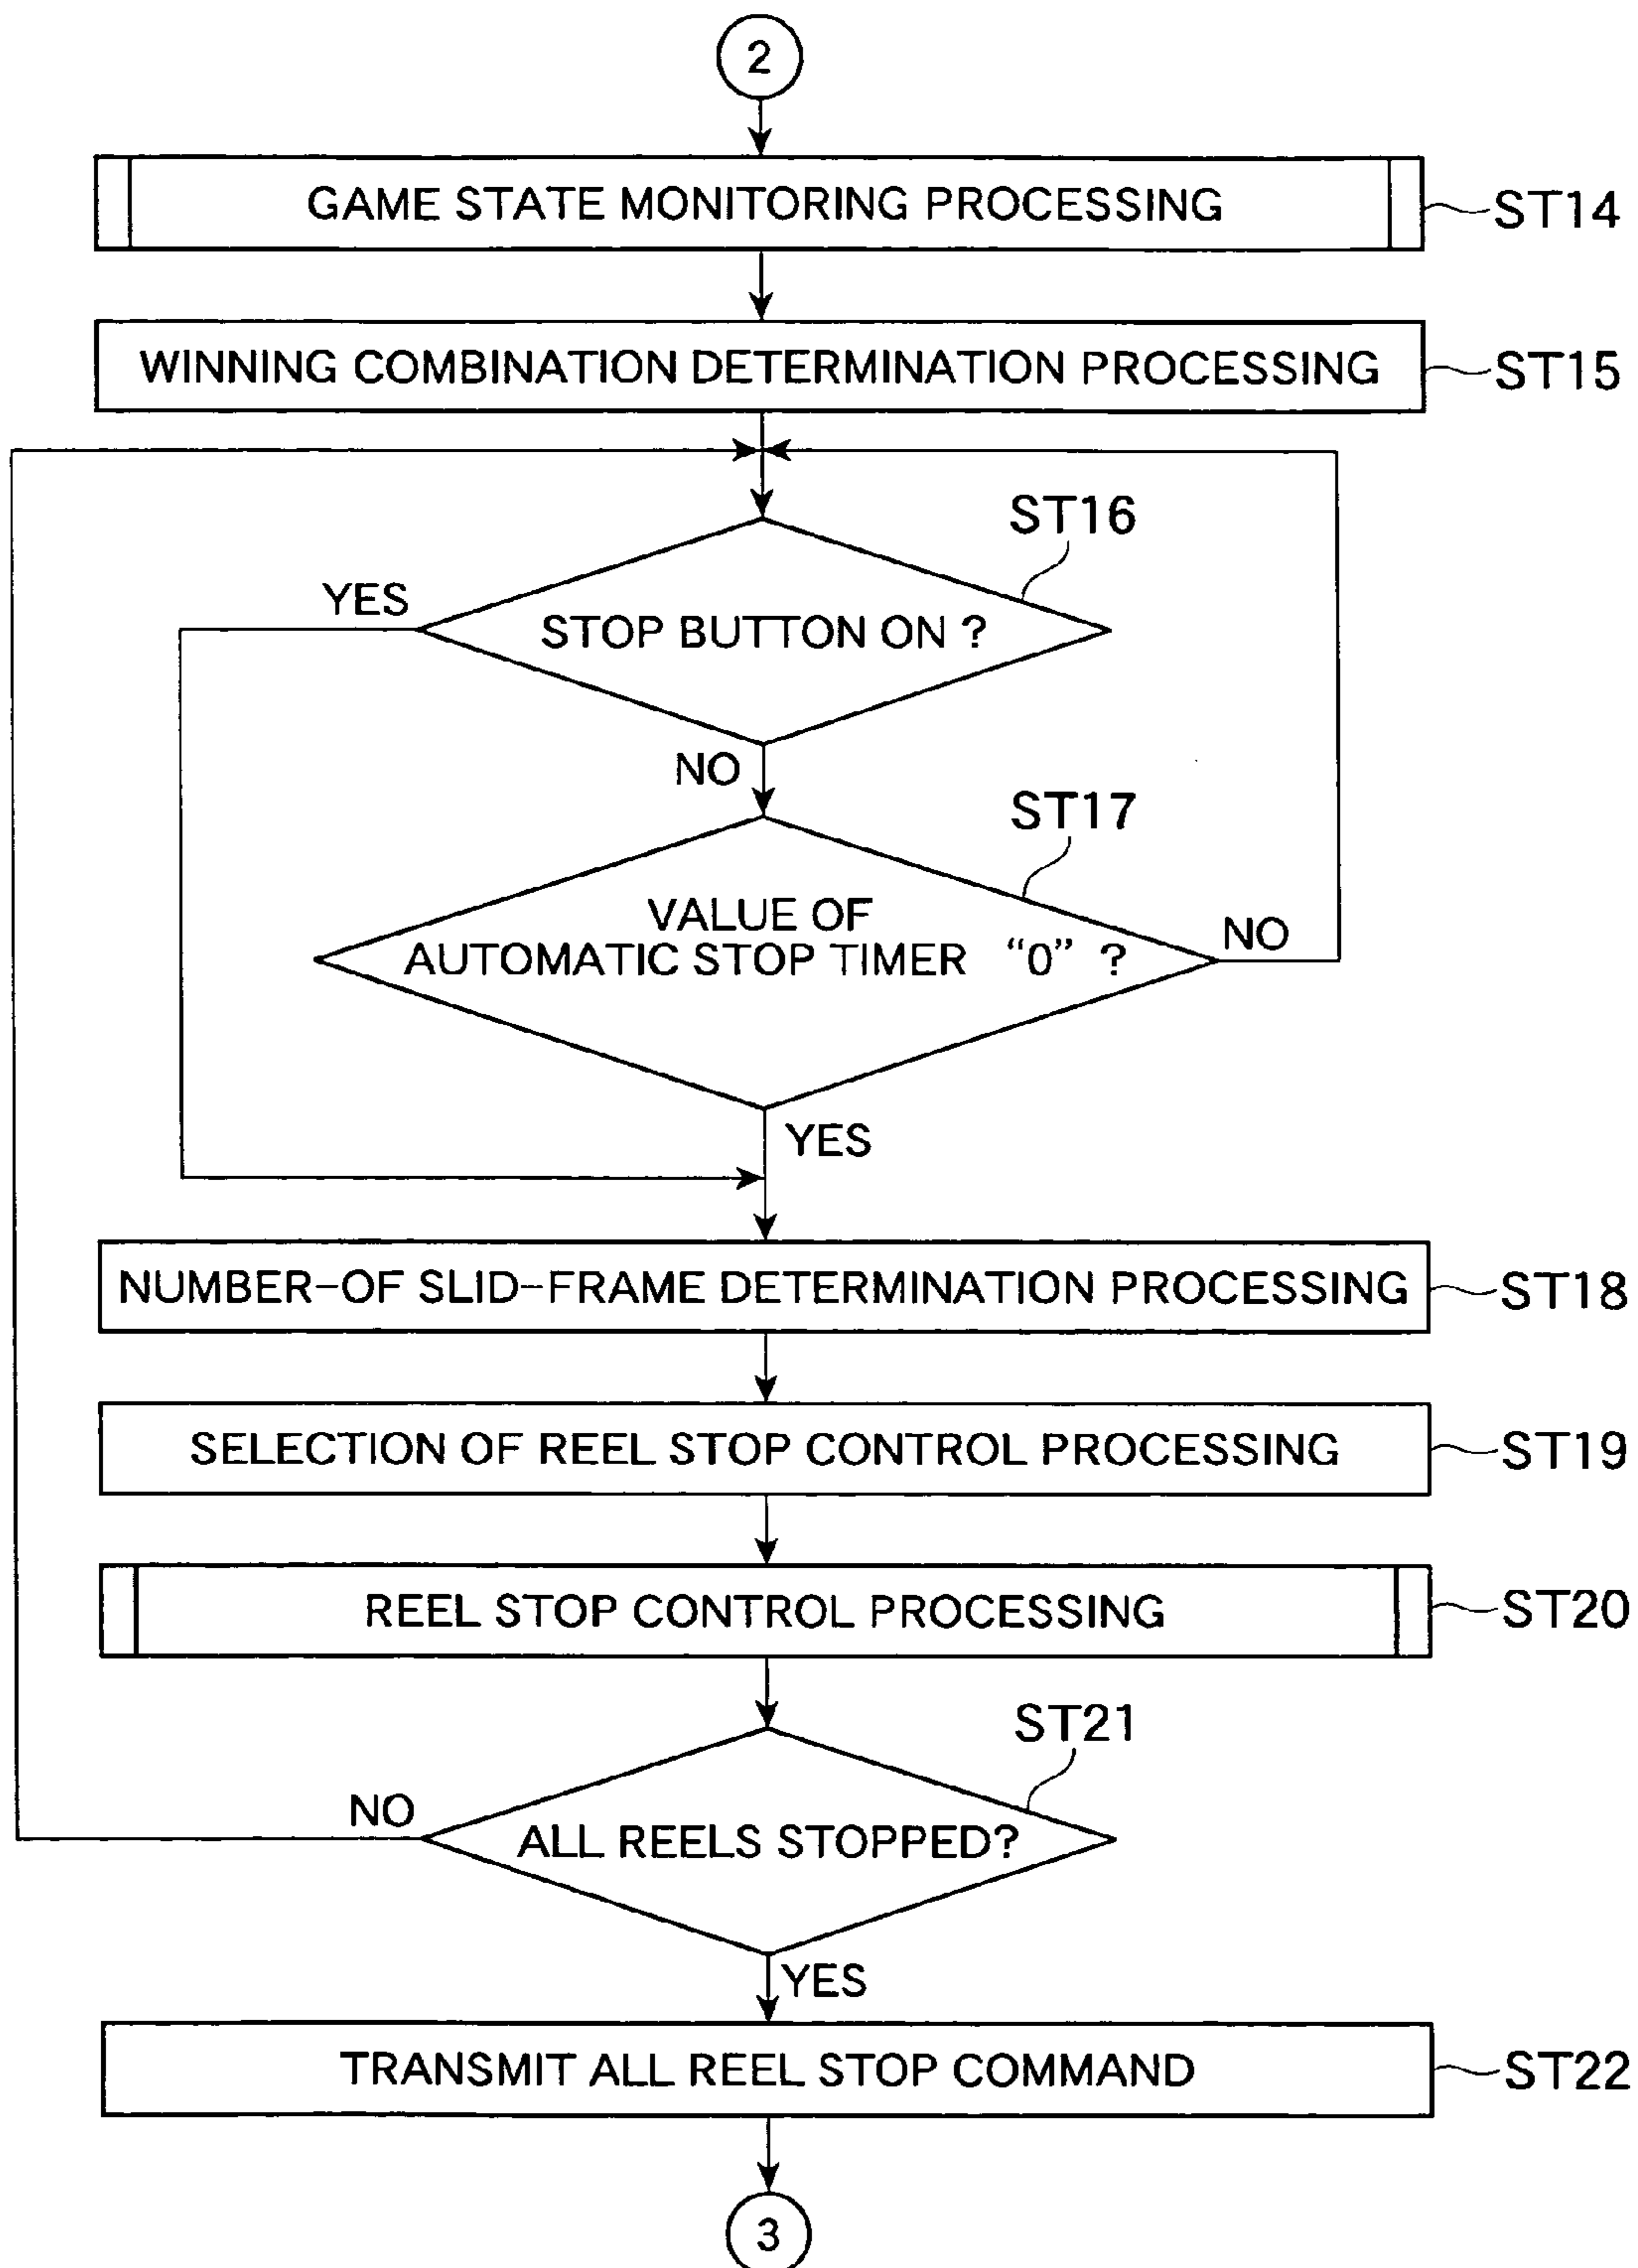 2
GAME STATE MONITORING PROCESSING
ST14
WINNING COMBINATION DETERMINATION PROCESSING
ST15
ST16
YES
STOP BUTTON ON ?
NO
ST17
VALUE OF
AUTOMATIC STOP TIMER “0” ?
NO
YES
NUMBER-OF SLID-FRAME DETERMINATION PROCESSING
ST18
SELECTION OF REEL STOP CONTROL PROCESSING
ST19
REEL STOP CONTROL PROCESSING
ST20
ST21
NO
ALL REELS STOPPED?
YES
TRANSMIT ALL REEL STOP COMMAND
ST22
3